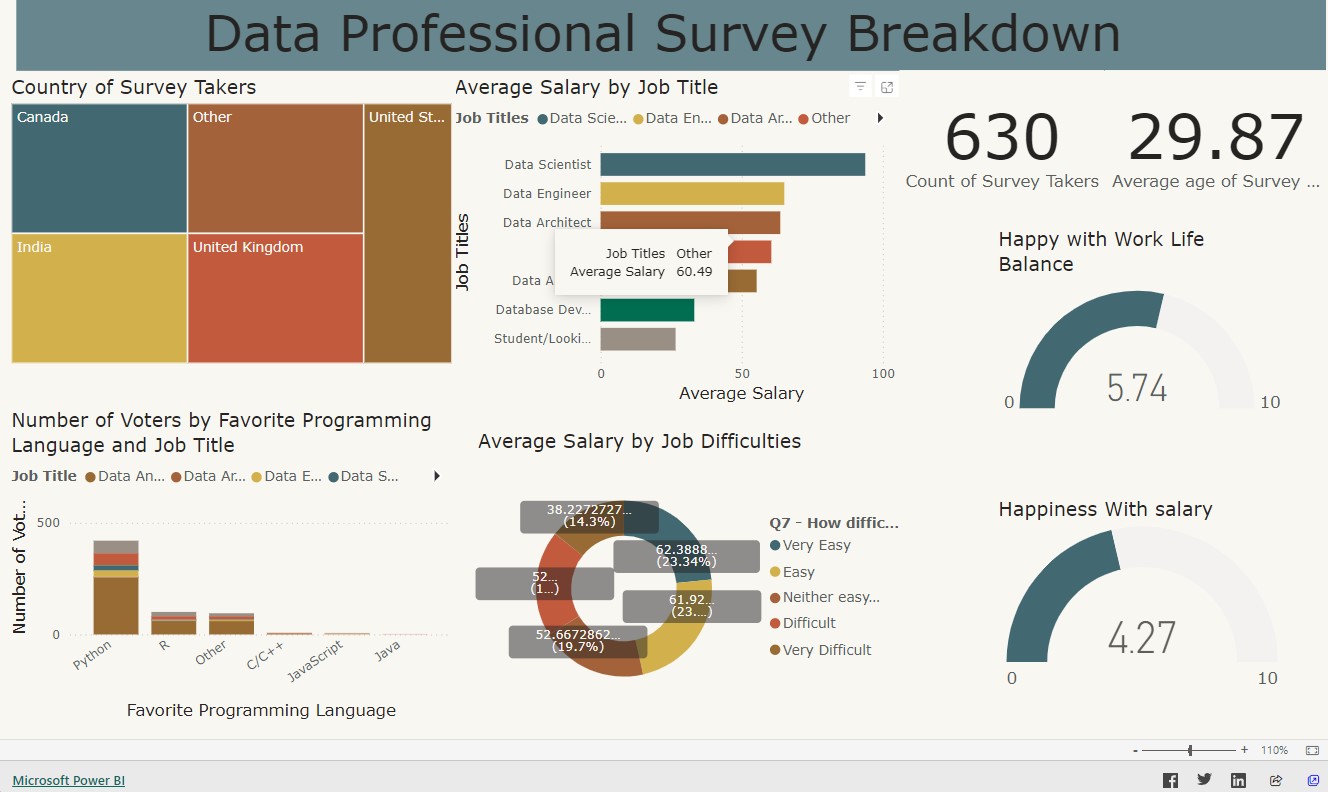 Data Professional Survey Breakdown
Country of Survey Takers
Canada
Other
United St...
India
United Kingdom
Average Salary by Job Title
Job Titles Data Scie... Data En... Data Ar... Other
Job Titles
Data Scientist
Data Engineer
Data Architect
Data A
Database Dev...
Student/Looki...
Job Titles Other
Average Salary 60.49
0 50 100
Average Salary
630
Count of Survey Takers
29.87
Average age of Survey ...
Happy with Work Life
Balance
5.74
0
10
Number of Voters by Favorite Programming
Language and Job Title
Job Title Data An... Data Ar... Data E... Data S...
Number of Vot...
500
0
Python
R
Other
C/C++
JavaScript
Java
Favorite Programming Language
Average Salary by Job Difficulties
38.2272727...
(14.3%)
62.3888...
(23.34%)
52...
(1...)
61.92...
(23....)
52.6672862...
(19.7%)
Q7 - How diffic...
Very Easy
Easy
Neither easy...
Difficult
Very Difficult
Happiness With salary
4.27
0
10
- + 110%
Microsoft Power BI